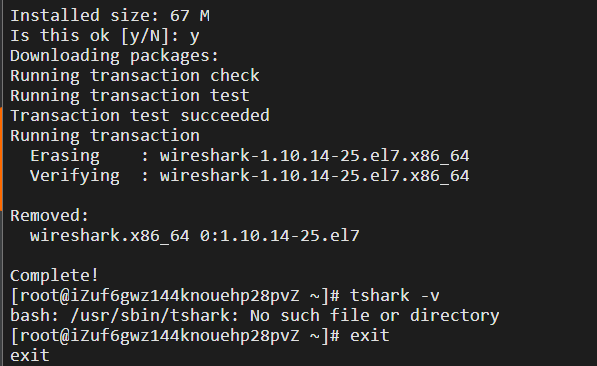 Installed size: 67 M
Is this ok [y/N]: y
Downloading packages:
Running transaction check
Running transaction test
Transaction test succeeded
Running transaction
  Erasing    : wireshark-1.10.14-25.el7.x86_64
  Verifying  : wireshark-1.10.14-25.el7.x86_64

Removed:
  wireshark.x86_64 0:1.10.14-25.el7

Complete!
[root@iZuf6gwz144knouehp28pvZ ~]# tshark -v
bash: /usr/sbin/tshark: No such file or directory
[root@iZuf6gwz144knouehp28pvZ ~]# exit
exit